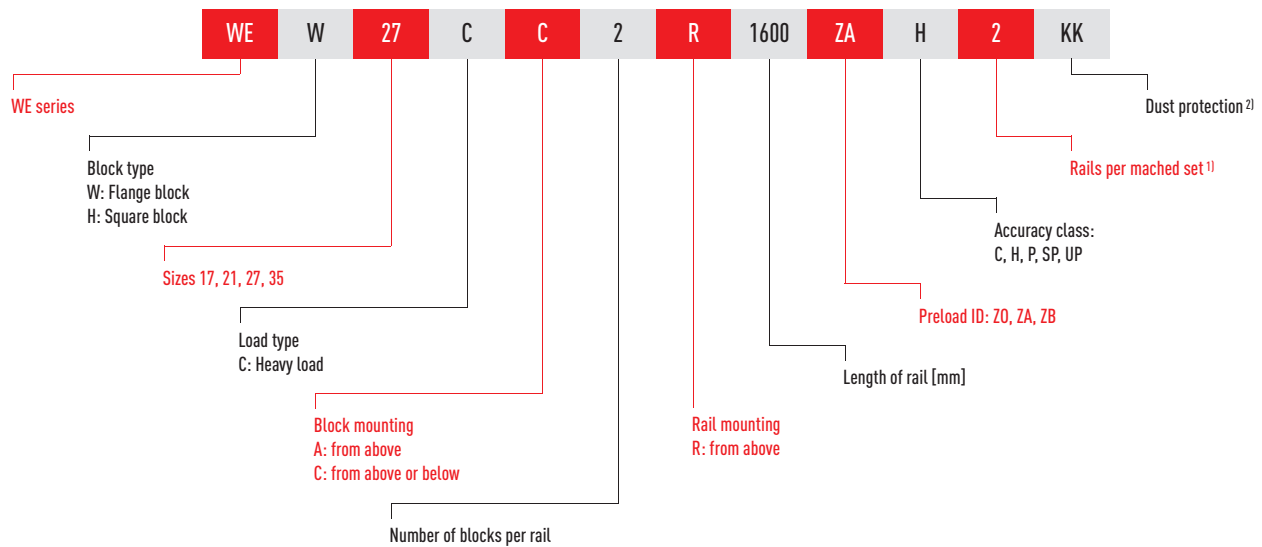 WE W 27 C C 2 R 1600 ZA H 2 KK
WE series
Dust protection 2)
Block type
W: Flange block
H: Square block
Rails per mached set 1)
Accuracy class:
C, H, P, SP, UP
Sizes 17, 21, 27, 35
Preload ID: Z0, ZA, ZB
Load type
C: Heavy load
Length of rail [mm]
Block mounting
A: from above
C: from above or below
Rail mounting
R: from above
Number of blocks per rail